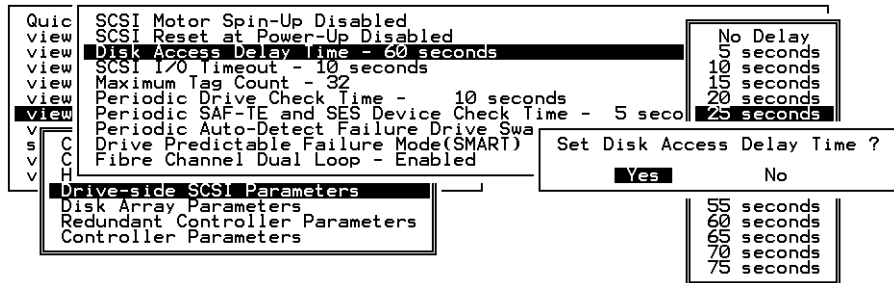 Quic
view
view
view
view
view
view
v
s
v
v
SCSI Motor Spin-Up Disabled
SCSI Reset at Power-Up Disabled
Disk Access Delay Time - 60 seconds
SCSI I/O Timeout - 10 seconds
Maximum Tag Count - 32
Periodic Drive Check Time - 10 seconds
Periodic SAF-TE and SES Device Check Time - 5 seco
Periodic Auto-Detect Failure Drive Swa
Drive Predictable Failure Mode(SMART)
Fibre Channel Dual Loop - Enabled
C
C
H
Drive-side SCSI Parameters
Disk Array Parameters
Redundant Controller Parameters
Controller Parameters
No Delay
5 seconds
10 seconds
15 seconds
20 seconds
25 seconds
Set Disk Access Delay Time ?
Yes No
55 seconds
60 seconds
65 seconds
70 seconds
75 seconds